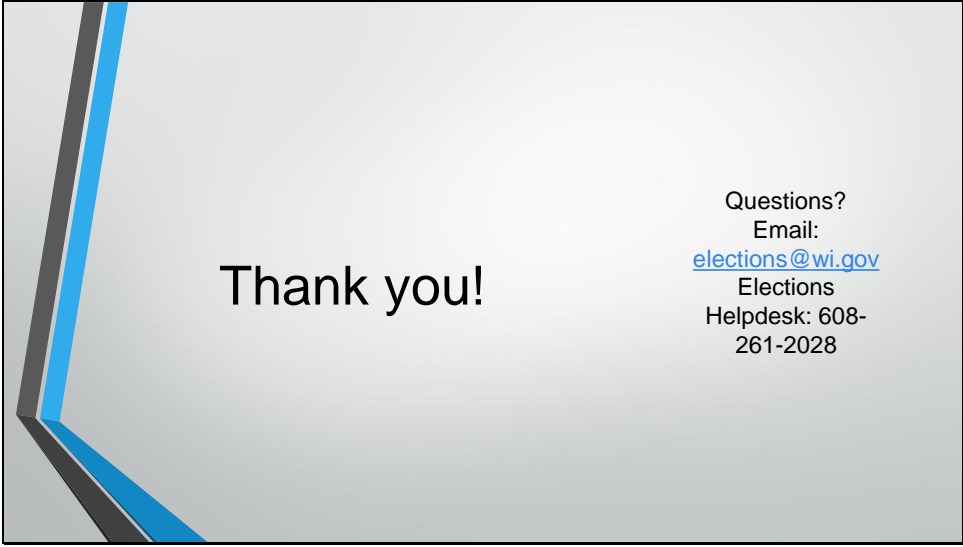 Thank you!
Questions?
Email:
elections@wi.gov
Elections
Helpdesk: 608-
261-2028